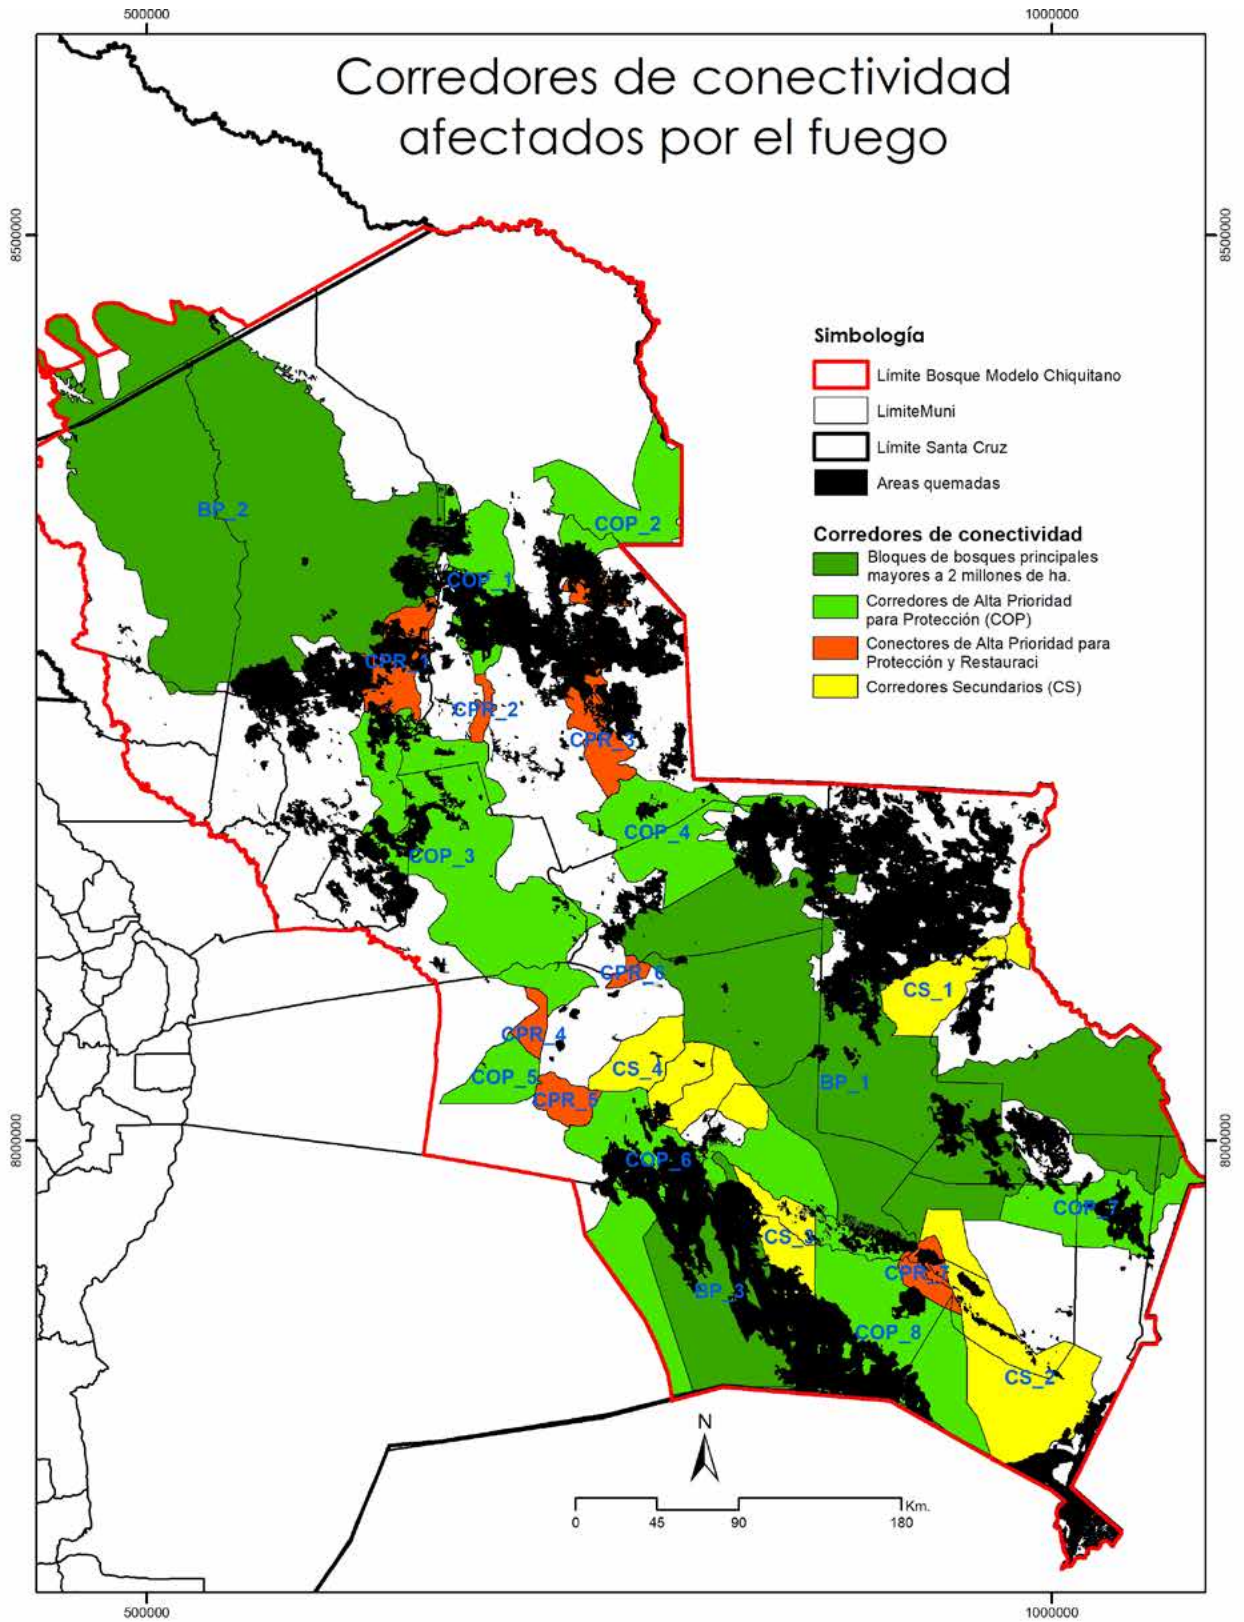 500000
1000000
Corredores de conectividad
afectados por el fuego
8500000
8500000
Simbología
Límite Bosque Modelo Chiquitano
LimiteMuni
Límite Santa Cruz
Areas quemadas
Corredores de conectividad
Bloques de bosques principales
mayores a 2 millones de ha.
Corredores de Alta Prioridad
para Protección (COP)
Conectores de Alta Prioridad para
Protección y Restauraci
Corredores Secundarios (CS)
BP_2
COP_2
COP_1
CPR_1
CPR_2
CPR_3
COP_4
COP_3
CPR_6
CS_1
CPR_4
CS_4
COP_5
BP_1
CPR_5
8000000
8000000
COP_6
COP_7
CS_3
CPR_7
BP_3
COP_8
CS_2
N
Km.
0
45
90
180
500000
1000000